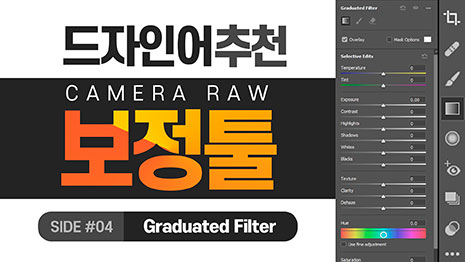 드자인어추천
CAMERA RAW
보정툴
SIDE #04
Graduated Filter
Graduated Filter
Overlay
Mask Options:
Selective Edits
Temperature 0
Tint 0
Exposure 0.00
Contrast 0
Highlights 0
Shadows 0
Whites 0
Blacks 0
Texture 0
Clarity 0
Dehaze 0
Hue 0.0
Use fine adjustment
Saturation 0